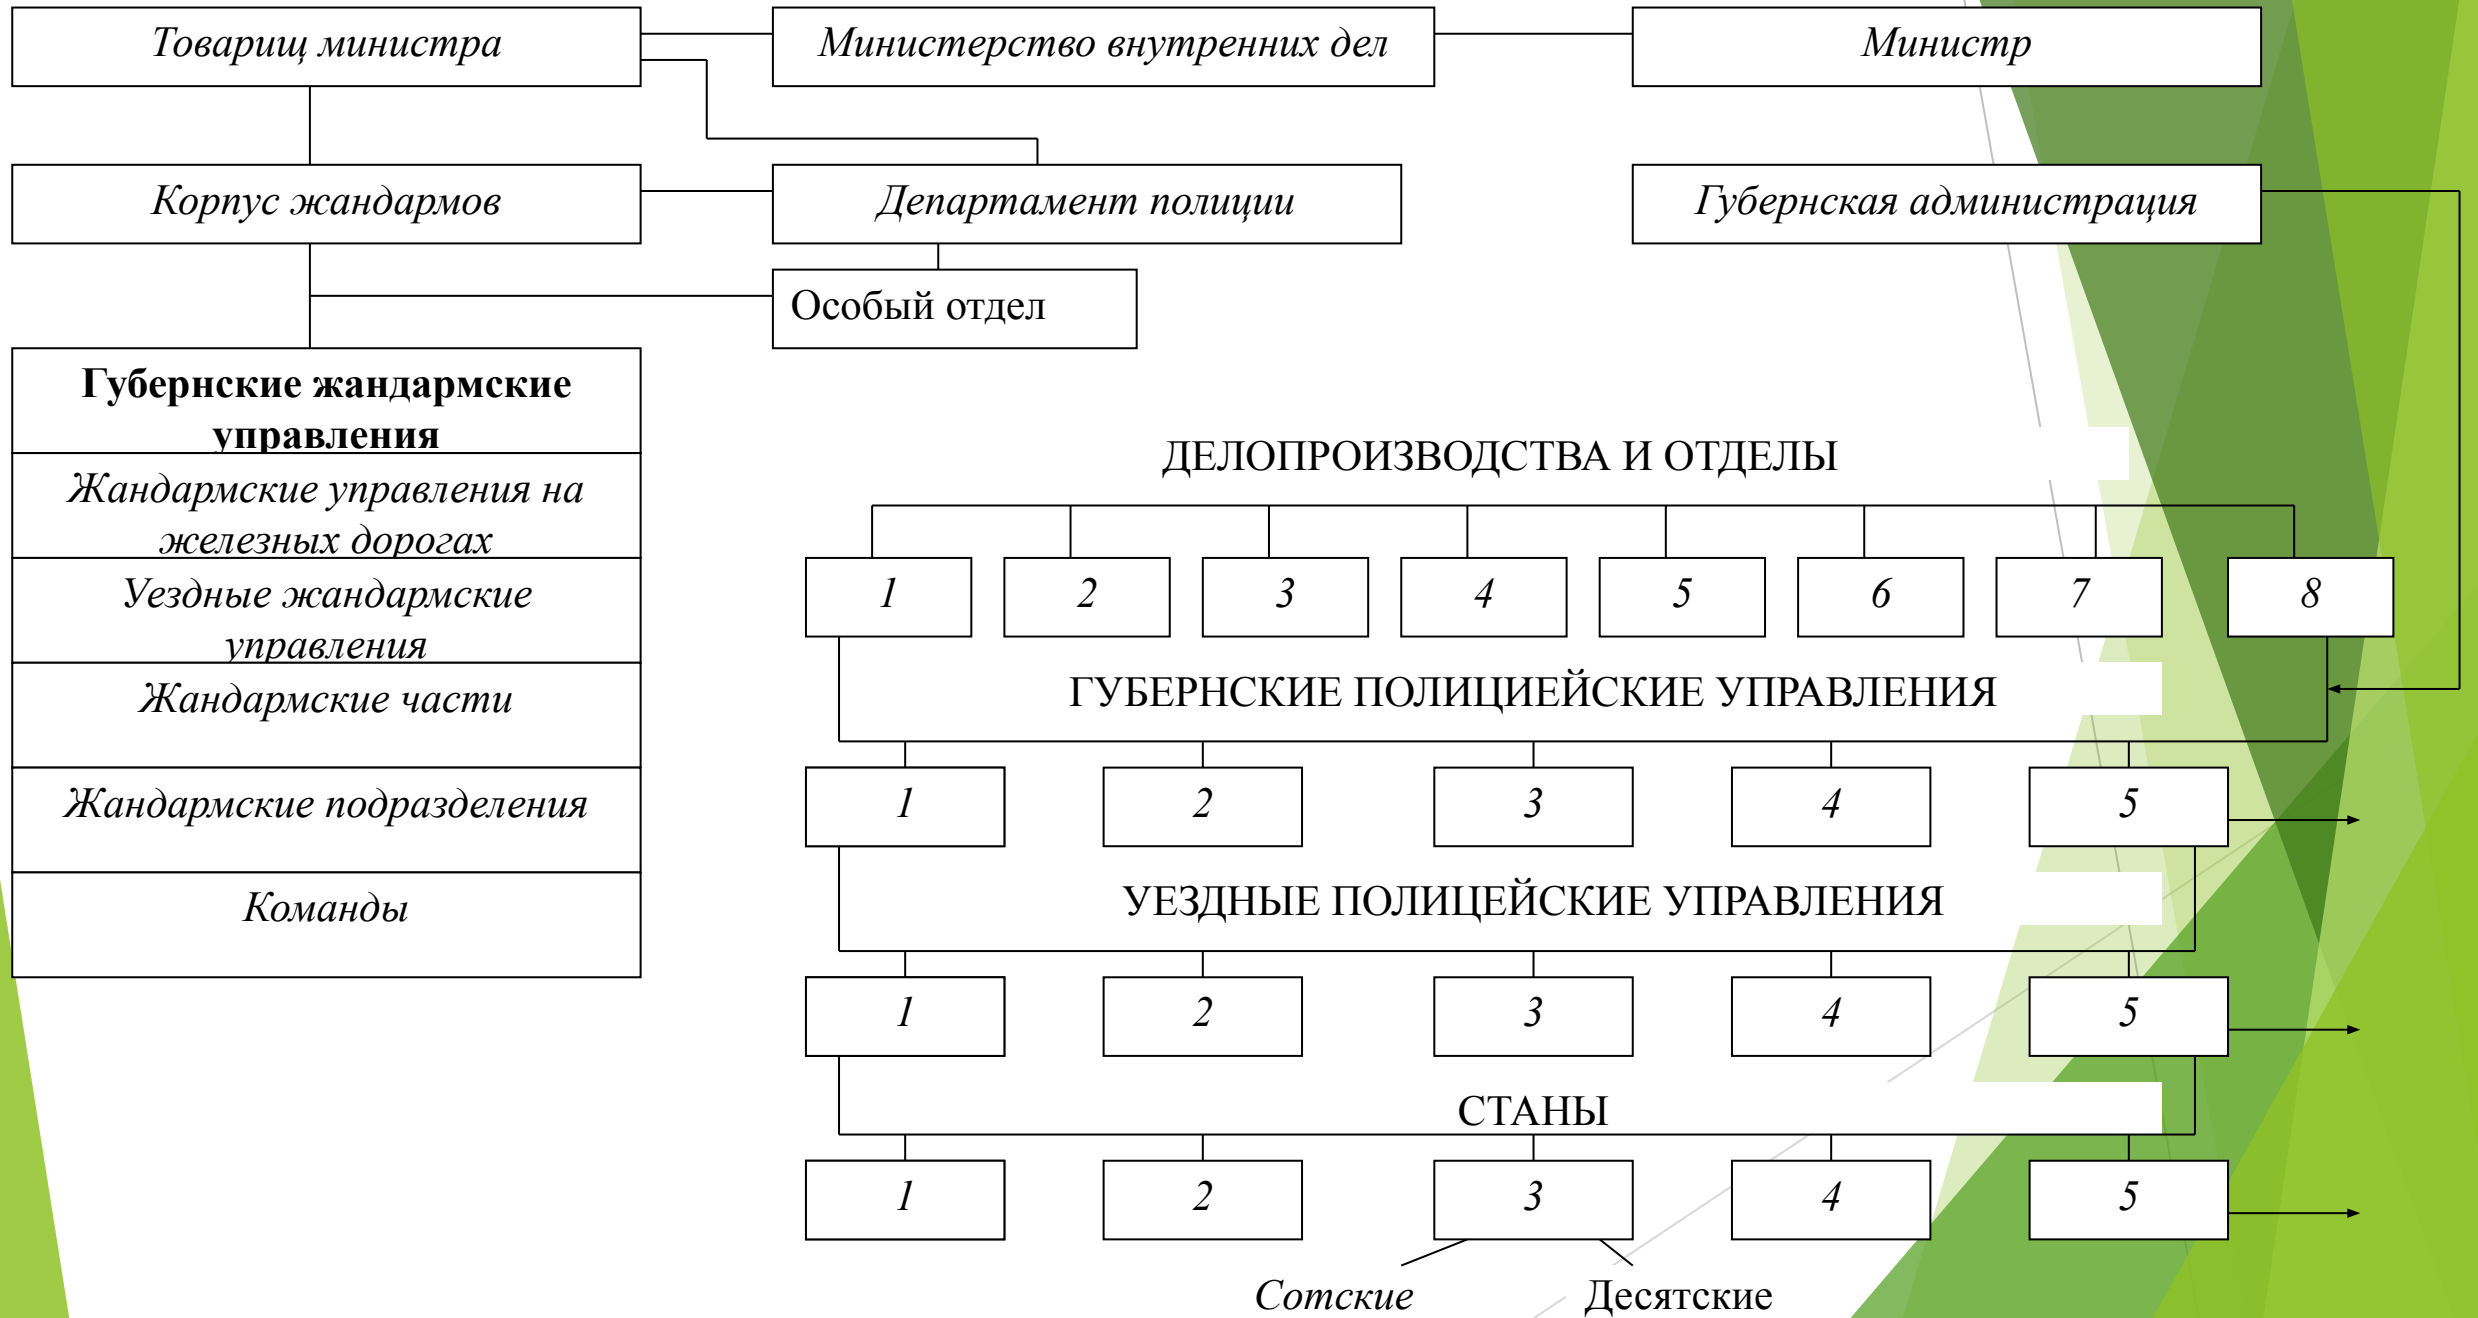 Товарищ министра
Министерство внутренних дел
Министр
Корпус жандармов
Департамент полиции
Губернская администрация
Особый отдел
Губернские жандармские
управления
Жандармские управления на
железных дорогах
Уездные жандармские
управления
Жандармские части
Жандармские подразделения
Команды
ДЕЛОПРОИЗВОДСТВА И ОТДЕЛЫ
1 2 3 4 5 6 7 8
ГУБЕРНСКИЕ ПОЛИЦИЕЙСКИЕ УПРАВЛЕНИЯ
1 2 3 4 5
УЕЗДНЫЕ ПОЛИЦЕЙСКИЕ УПРАВЛЕНИЯ
1 2 3 4 5
СТАНЫ
1 2 3 4 5
Сотские
Десятские